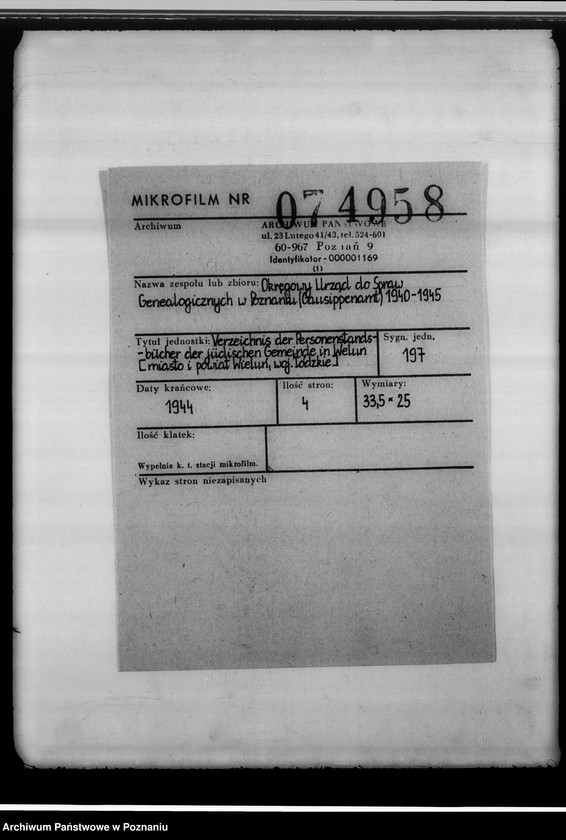 MIKROFILM NR 074958
Archiwum
ARCHIWUM PAŃSTWOWE
ul. 23 Lutego 41/43, tel. 524-601
60-967 Poznań 9
Identyfikator - 000001169
(1)
Nazwa zespołu lub zbioru: Okręgowy Urząd do Spraw
Genealogicznych w Poznaniu (Gausippenamt) 1940-1945
Tytuł jednostki: Verzeichnis der Personenstands-
-bücher der jüdischen Gemeinde in Welun
[miasto i powiat Wieluń, woj. łódzkie]
Sygn. jedn.
197
Daty krańcowe:
1944
Ilość stron:
4
Wymiary:
33,5 × 25
Ilość klatek:
Wypełnia k. t. stacji mikrofilm.
Wykaz stron niezapisanych
Archiwum Państwowe w Poznaniu